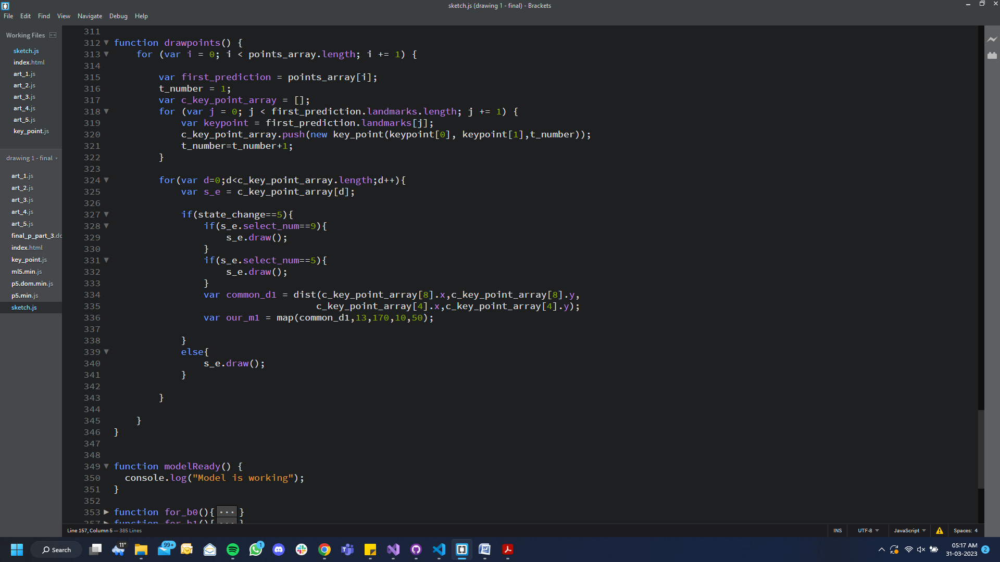 sketch.js (drawing 1 - final) - Brackets
File Edit Find View Navigate Debug Help
Working Files
sketch.js
index.html
art_1.js
art_2.js
art_3.js
art_4.js
art_5.js
key_point.js
drawing 1 - final
art_1.js
art_2.js
art_3.js
art_4.js
art_5.js
final_p_part_3.dc
index.html
key_point.js
ml5.min.js
p5.dom.min.js
p5.min.js
sketch.js
311
312 function drawpoints() {
313     for (var i = 0; i < points_array.length; i += 1) {
314
315         var first_prediction = points_array[i];
316         t_number = 1;
317         var c_key_point_array = [];
318         for (var j = 0; j < first_prediction.landmarks.length; j += 1) {
319             var keypoint = first_prediction.landmarks[j];
320             c_key_point_array.push(new key_point(keypoint[0], keypoint[1],t_number));
321             t_number=t_number+1;
322         }
323
324         for(var d=0;d<c_key_point_array.length;d++){
325             var s_e = c_key_point_array[d];
326
327             if(state_change==5){
328                 if(s_e.select_num==9){
329                     s_e.draw();
330                 }
331                 if(s_e.select_num==5){
332                     s_e.draw();
333                 }
334                 var common_d1 = dist(c_key_point_array[8].x,c_key_point_array[8].y,
335                                     c_key_point_array[4].x,c_key_point_array[4].y);
336                 var our_m1 = map(common_d1,13,170,10,50);
337
338             }
339             else{
340                 s_e.draw();
341             }
342
343         }
344
345     }
346 }
347
348
349 function modelReady() {
350   console.log("Model is working");
351 }
352
353 function for_b0(){...}
357 function for_b1(){...}
Line 157, Column 5 — 385 Lines
INS UTF-8 JavaScript Spaces: 4
Search
11°
99+
1
05:17 AM
31-03-2023
2